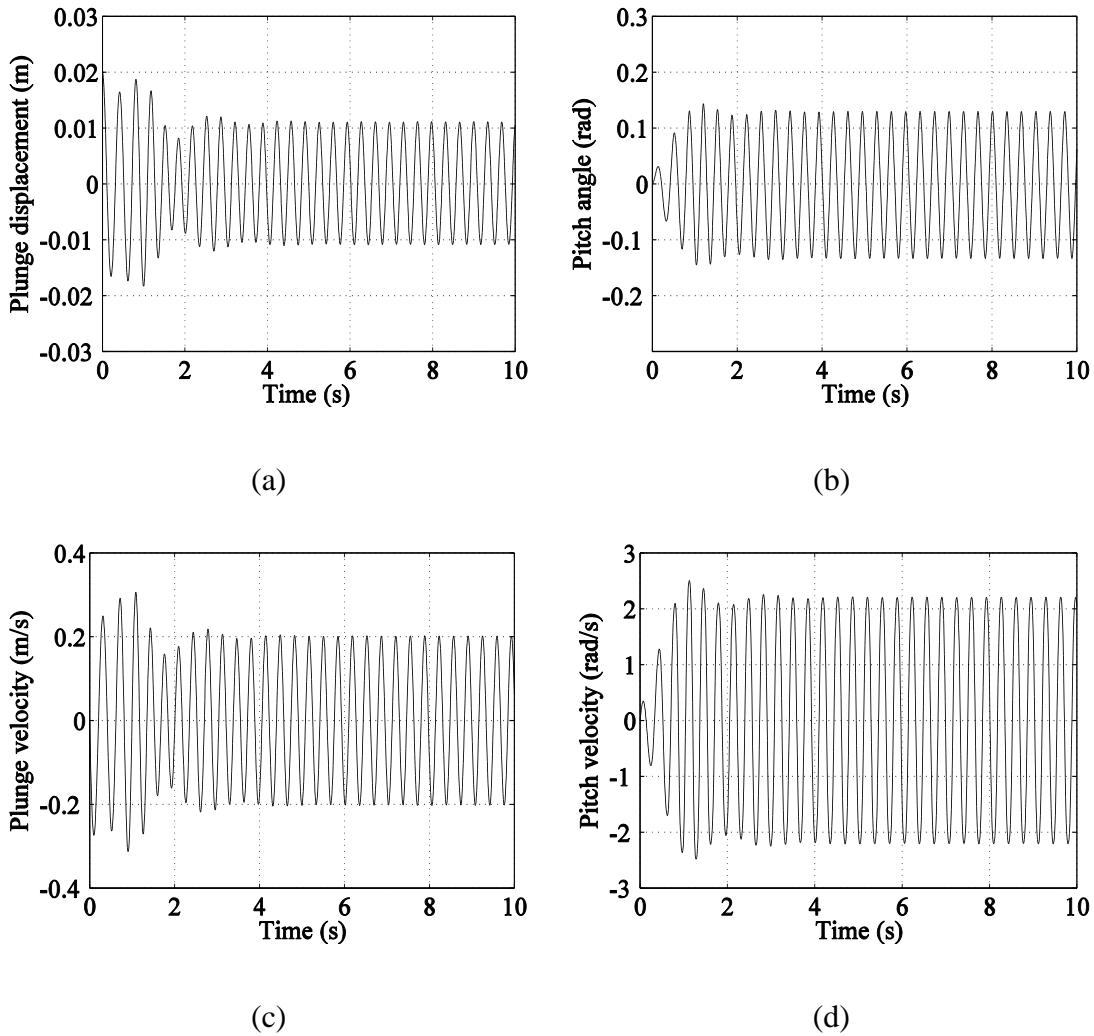 0.03
0.02
0.01
0
-0.01
-0.02
-0.03
Plunge displacement (m)
0 2 4 6 8 10
Time (s)
(a)
0.3
0.2
0.1
0
-0.1
-0.2
Pitch angle (rad)
0 2 4 6 8 10
Time (s)
(b)
0.4
0.2
0
-0.2
-0.4
Plunge velocity (m/s)
0 2 4 6 8 10
Time (s)
(c)
3
2
1
0
-1
-2
-3
Pitch velocity (rad/s)
0 2 4 6 8 10
Time (s)
(d)